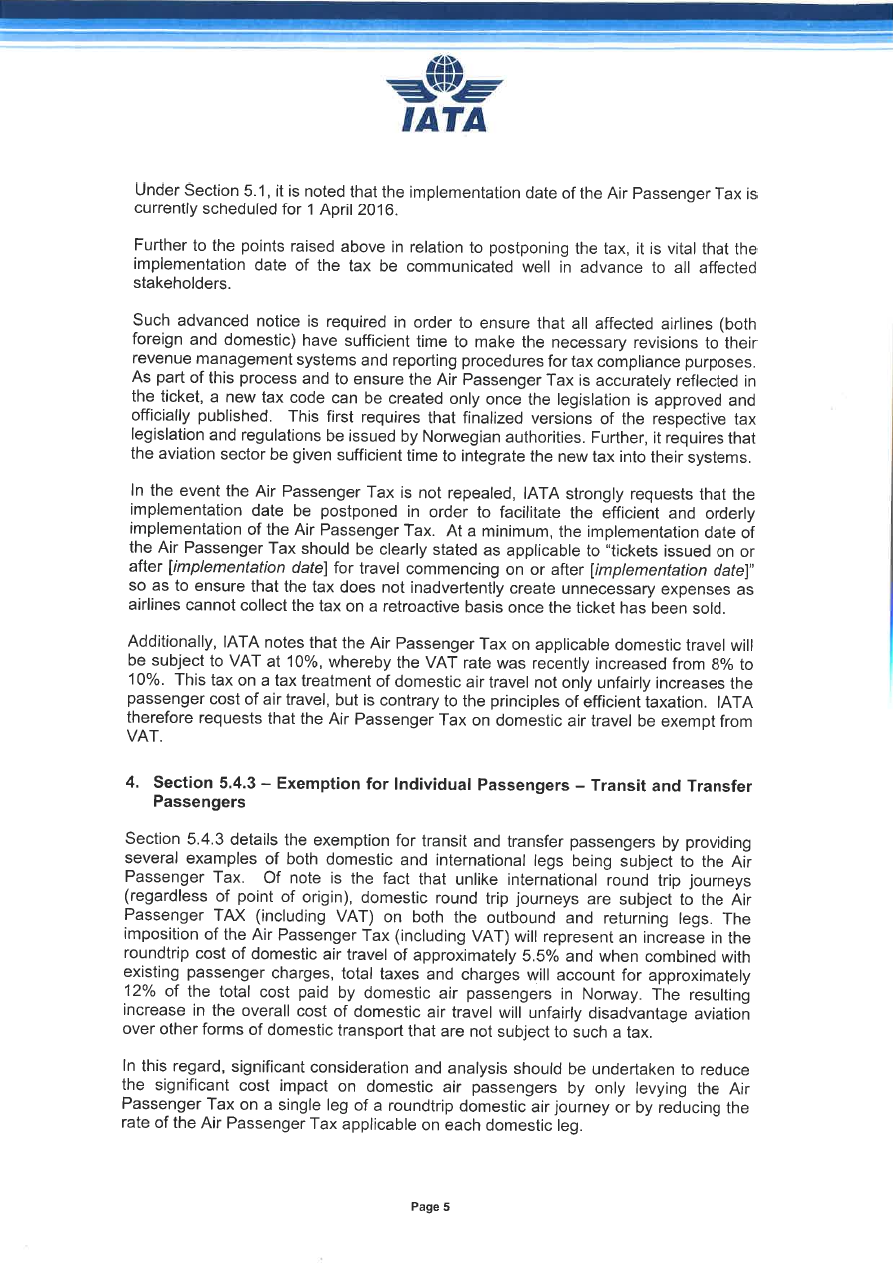 IATA
Under Section 5.1, it is noted that the implementation date of the Air Passenger Tax is
currently scheduled for 1 April 2016.
Further to the points raised above in relation to postponing the tax, it is vital that the
implementation date of the tax be communicated well in advance to all affected
stakeholders.
Such advanced notice is required in order to ensure that all affected airlines (both
foreign and domestic) have sufficient time to make the necessary revisions to their
revenue management systems and reporting procedures for tax compliance purposes.
As part of this process and to ensure the Air Passenger Tax is accurately reflected in
the ticket, a new tax code can be created only once the legislation is approved and
officially published. This first requires that finalized versions of the respective tax
legislation and regulations be issued by Norwegian authorities. Further, it requires that
the aviation sector be given sufficient time to integrate the new tax into their systems.
In the event the Air Passenger Tax is not repealed, IATA strongly requests that the
implementation date be postponed in order to facilitate the efficient and orderly
implementation of the Air Passenger Tax. At a minimum, the implementation date of
the Air Passenger Tax should be clearly stated as applicable to “tickets issued on or
after [implementation date] for travel commencing on or after [implementation date]”
so as to ensure that the tax does not inadvertently create unnecessary expenses as
airlines cannot collect the tax on a retroactive basis once the ticket has been sold.
Additionally, IATA notes that the Air Passenger Tax on applicable domestic travel will
be subject to VAT at 10%, whereby the VAT rate was recently increased from 8% to
10%. This tax on a tax treatment of domestic air travel not only unfairly increases the
passenger cost of air travel, but is contrary to the principles of efficient taxation. IATA
therefore requests that the Air Passenger Tax on domestic air travel be exempt from
VAT.
4. Section 5.4.3 – Exemption for Individual Passengers – Transit and Transfer
Passengers
Section 5.4.3 details the exemption for transit and transfer passengers by providing
several examples of both domestic and international legs being subject to the Air
Passenger Tax. Of note is the fact that unlike international round trip journeys
(regardless of point of origin), domestic round trip journeys are subject to the Air
Passenger TAX (including VAT) on both the outbound and returning legs. The
imposition of the Air Passenger Tax (including VAT) will represent an increase in the
roundtrip cost of domestic air travel of approximately 5.5% and when combined with
existing passenger charges, total taxes and charges will account for approximately
12% of the total cost paid by domestic air passengers in Norway. The resulting
increase in the overall cost of domestic air travel will unfairly disadvantage aviation
over other forms of domestic transport that are not subject to such a tax.
In this regard, significant consideration and analysis should be undertaken to reduce
the significant cost impact on domestic air passengers by only levying the Air
Passenger Tax on a single leg of a roundtrip domestic air journey or by reducing the
rate of the Air Passenger Tax applicable on each domestic leg.
Page 5